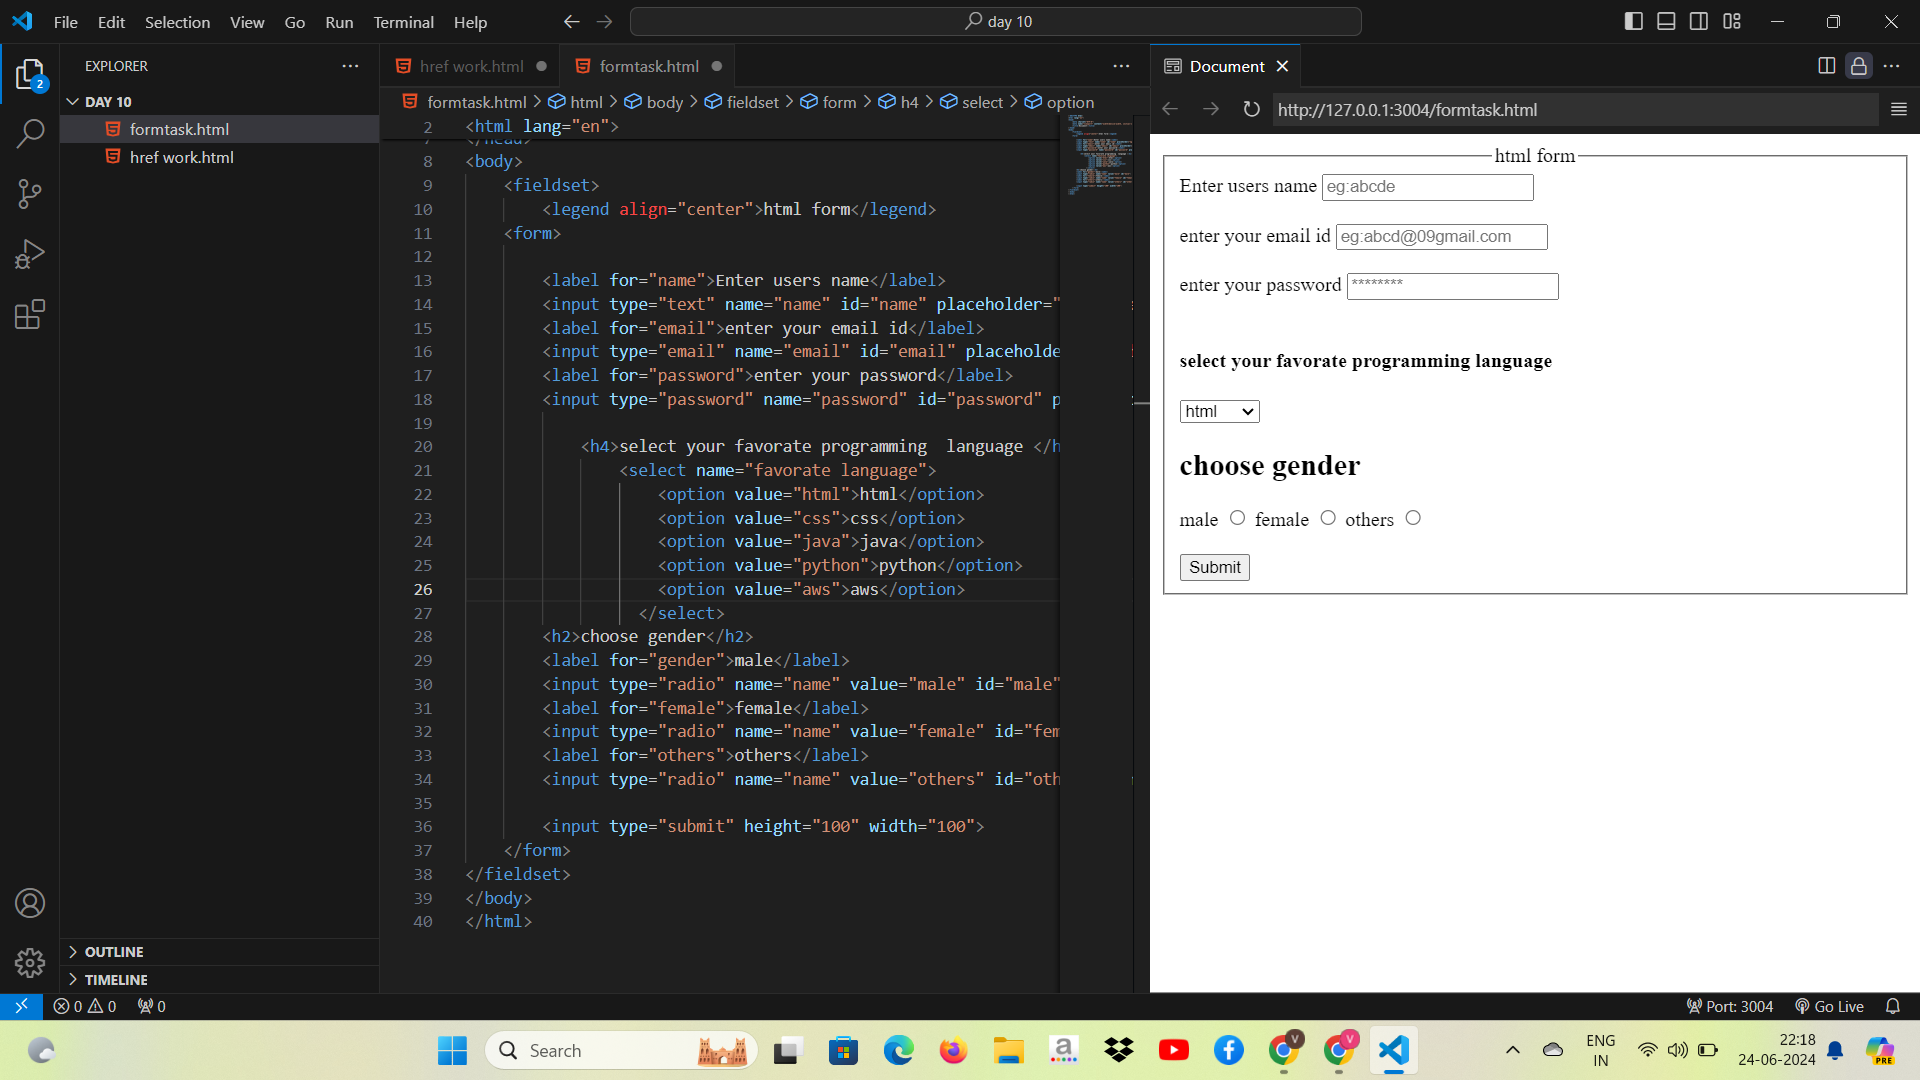 File Edit Selection View Go Run Terminal Help
day 10
EXPLORER
DAY 10
formtask.html
href work.html
2
OUTLINE
TIMELINE
href work.html
formtask.html
formtask.html > html > body > fieldset > form > h4 > select > option
2 <html lang="en">
7 </head>
8 <body>
9 <fieldset>
10 <legend align="center">html form</legend>
11 <form>
12
13 <label for="name">Enter users name</label>
14 <input type="text" name="name" id="name" placeholder="
15 <label for="email">enter your email id</label>
16 <input type="email" name="email" id="email" placeholde
17 <label for="password">enter your password</label>
18 <input type="password" name="password" id="password" p
19
20 <h4>select your favorate programming  language </h
21 <select name="favorate language">
22 <option value="html">html</option>
23 <option value="css">css</option>
24 <option value="java">java</option>
25 <option value="python">python</option>
26 <option value="aws">aws</option>
27 </select>
28 <h2>choose gender</h2>
29 <label for="gender">male</label>
30 <input type="radio" name="name" value="male" id="male"
31 <label for="female">female</label>
32 <input type="radio" name="name" value="female" id="fem
33 <label for="others">others</label>
34 <input type="radio" name="name" value="others" id="oth
35
36 <input type="submit" height="100" width="100">
37 </form>
38 </fieldset>
39 </body>
40 </html>
Document
http://127.0.0.1:3004/formtask.html
html form
Enter users name eg:abcde
enter your email id eg:abcd@09gmail.com
enter your password ********
select your favorate programming language
html
choose gender
male female others
Submit
0 0 0
Port: 3004 Go Live
Search
a
V V
ENG
IN
22:18
24-06-2024
PRE